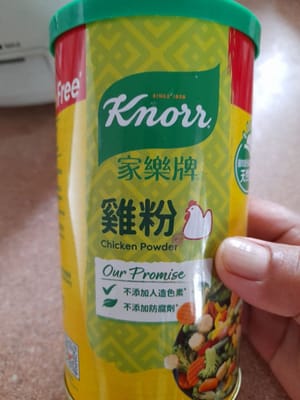 Free
SINCE 1838
Knorr
家樂牌
雞粉
Chicken Powder
Our Promise
不添加人造色素*
不添加防腐劑*